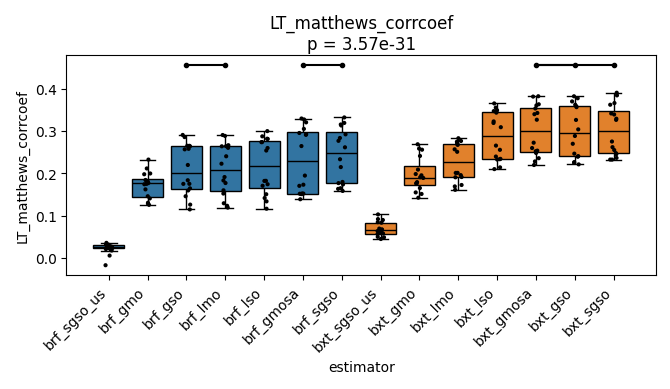 LT_matthews_corrcoef
p = 3.57e-31
LT_matthews_corrcoef
0.4
0.3
0.2
0.1
0.0
brf_sgso_us
brf_gmo
brf_gso
brf_lmo
brf_lso
brf_gmosa
brf_sgso
bxt_sgso_us
bxt_gmo
bxt_lmo
bxt_lso
bxt_gmosa
bxt_gso
bxt_sgso
estimator